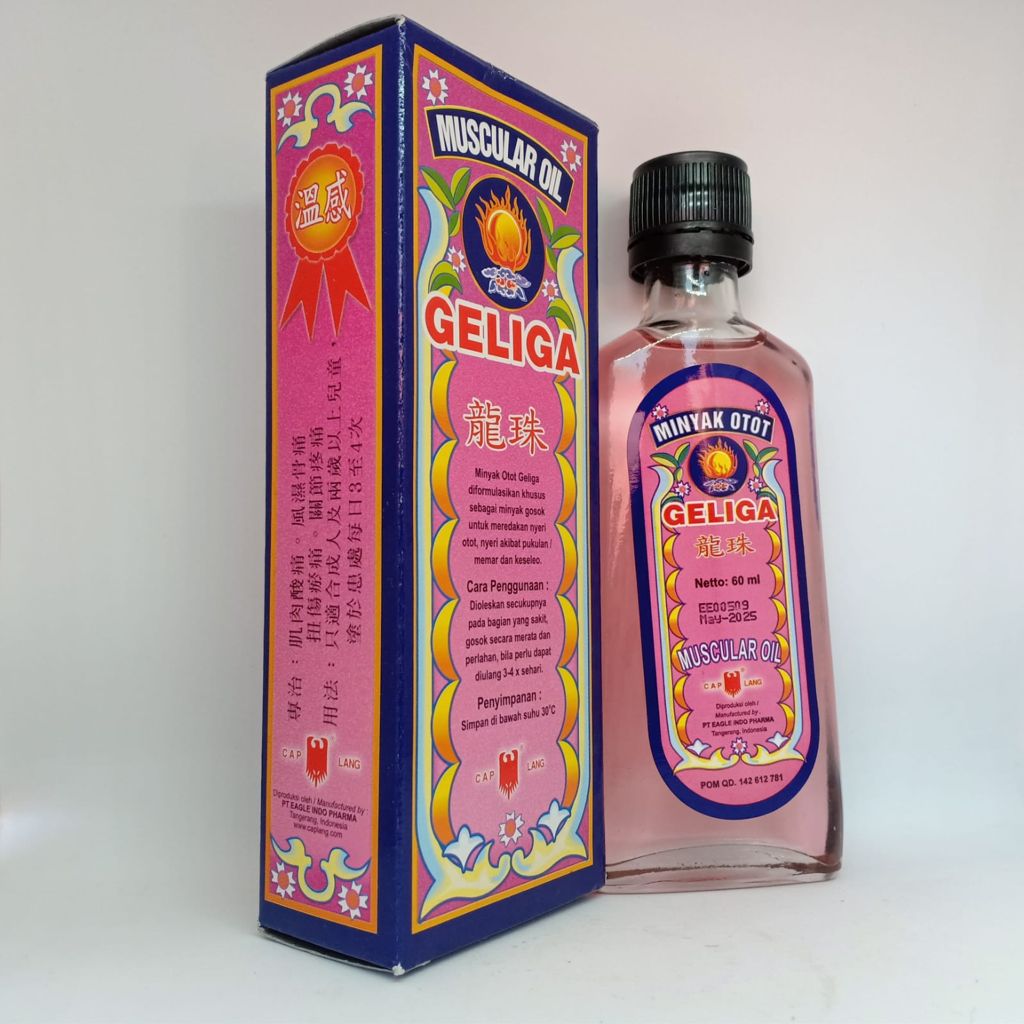 溫感
專治：肌肉酸痛。風濕骨痛
扭傷瘀痛。關節疼痛
用法：只適合成人及兩歲以上兒童，
塗於患處每日3至4次
CAP LANG
Diproduksi oleh / Manufactured by :
PT EAGLE INDO PHARMA
Tangerang, Indonesia
www.caplang.com
MUSCULAR OIL
GELIGA
龍珠
Minyak Otot Geliga
diformulasikan khusus
sebagai minyak gosok
untuk meredakan nyeri
otot, nyeri akibat pukulan /
memar dan keseleo.
Cara Penggunaan :
Dioleskan secukupnya
pada bagian yang sakit,
gosok secara merata dan
perlahan, bila perlu dapat
diulang 3-4 x sehari.
Penyimpanan :
Simpan di bawah suhu 30°C
CAP LANG
MINYAK OTOT
GELIGA
龍珠
Netto: 60 ml
EE00509
May-2025
MUSCULAR OIL
CAP LANG
Diproduksi oleh /
Manufactured by :
PT EAGLE INDO PHARMA
Tangerang, Indonesia
POM QD. 142 612 781